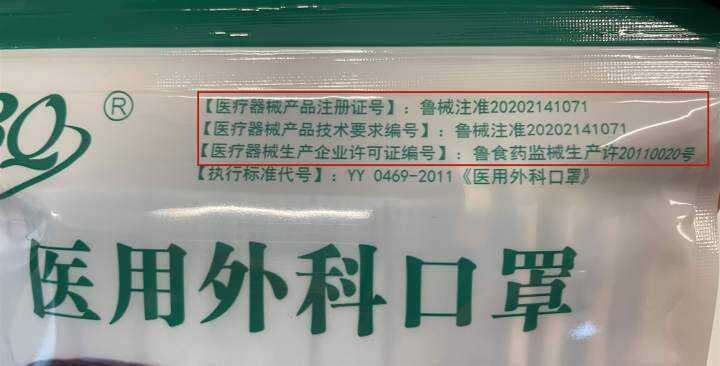 BQ®
【医疗器械产品注册证号】：鲁械注准20202141071
【医疗器械产品技术要求编号】：鲁械注准20202141071
【医疗器械生产企业许可证编号】：鲁食药监械生产许20110020号
【执行标准代号】：YY 0469-2011《医用外科口罩》
医用外科口罩